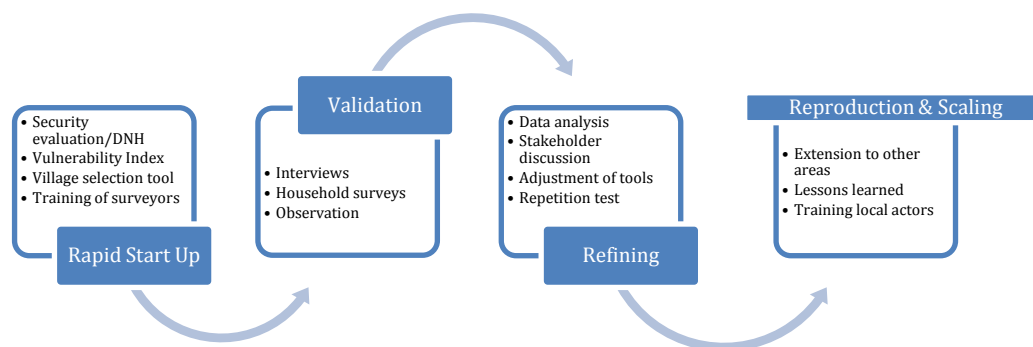 • Security
evaluation/DNH
• Vulnerability Index
• Village selection tool
• Training of surveyors
Rapid Start Up
Validation
• Interviews
• Household surveys
• Observation
• Data analysis
• Stakeholder
discussion
• Adjustment of tools
• Repetition test
Refining
Reproduction & Scaling
• Extension to other
areas
• Lessons learned
• Training local actors